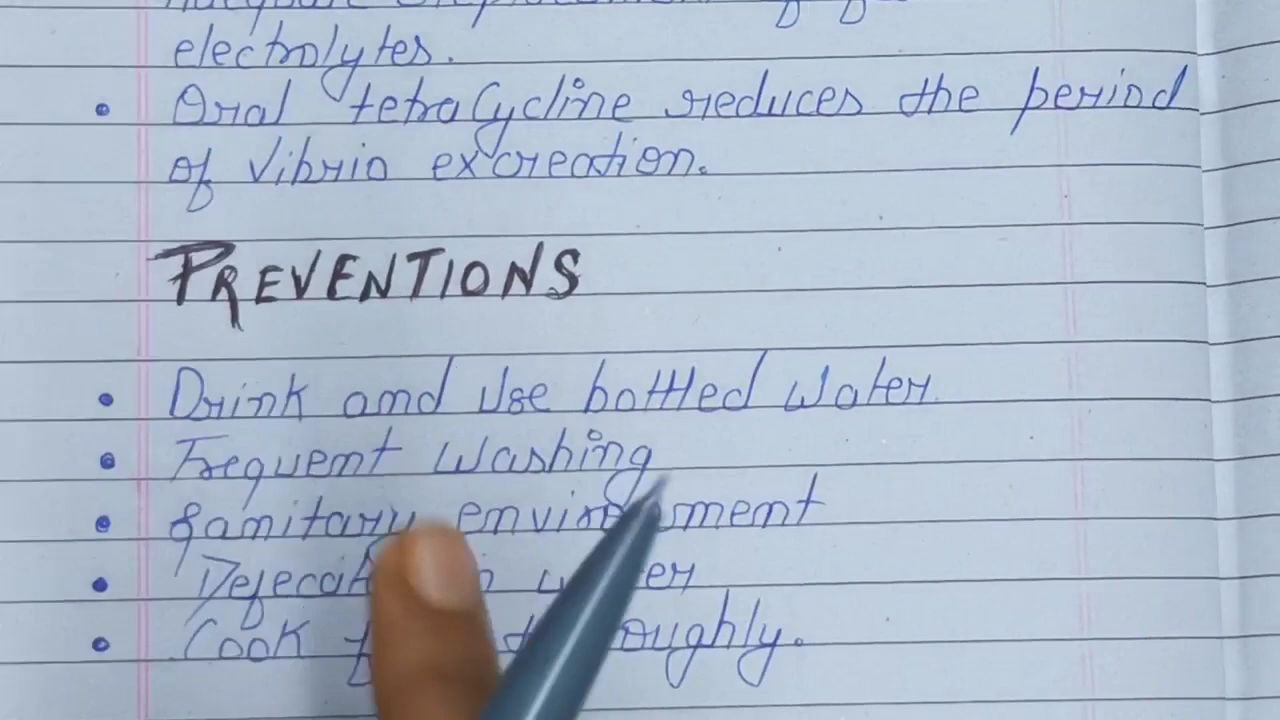 electrolytes.
• Oral tetracycline reduces the period
of Vibrio excreation.
PREVENTIONS
• Drink and Use bottled water.
• Frequent Washing
• Sanitary
• water
• Cook